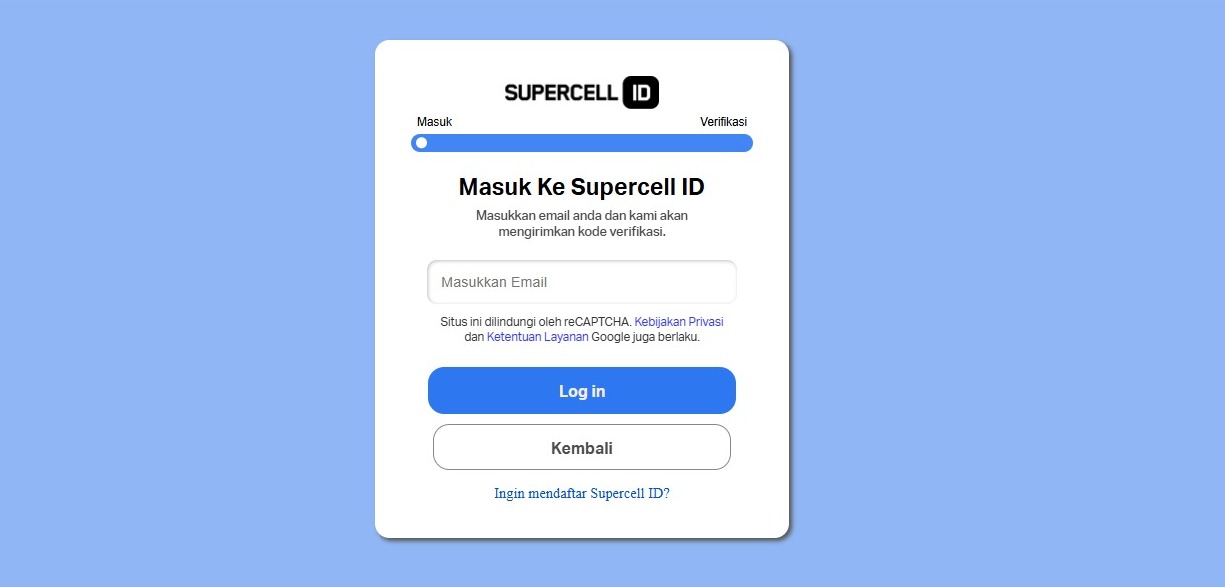 SUPERCELL ID
Masuk Verifikasi
Masuk Ke Supercell ID
Masukkan email anda dan kami akan
mengirimkan kode verifikasi.
Masukkan Email
Situs ini dilindungi oleh reCAPTCHA. Kebijakan Privasi
dan Ketentuan Layanan Google juga berlaku.
Log in
Kembali
Ingin mendaftar Supercell ID?